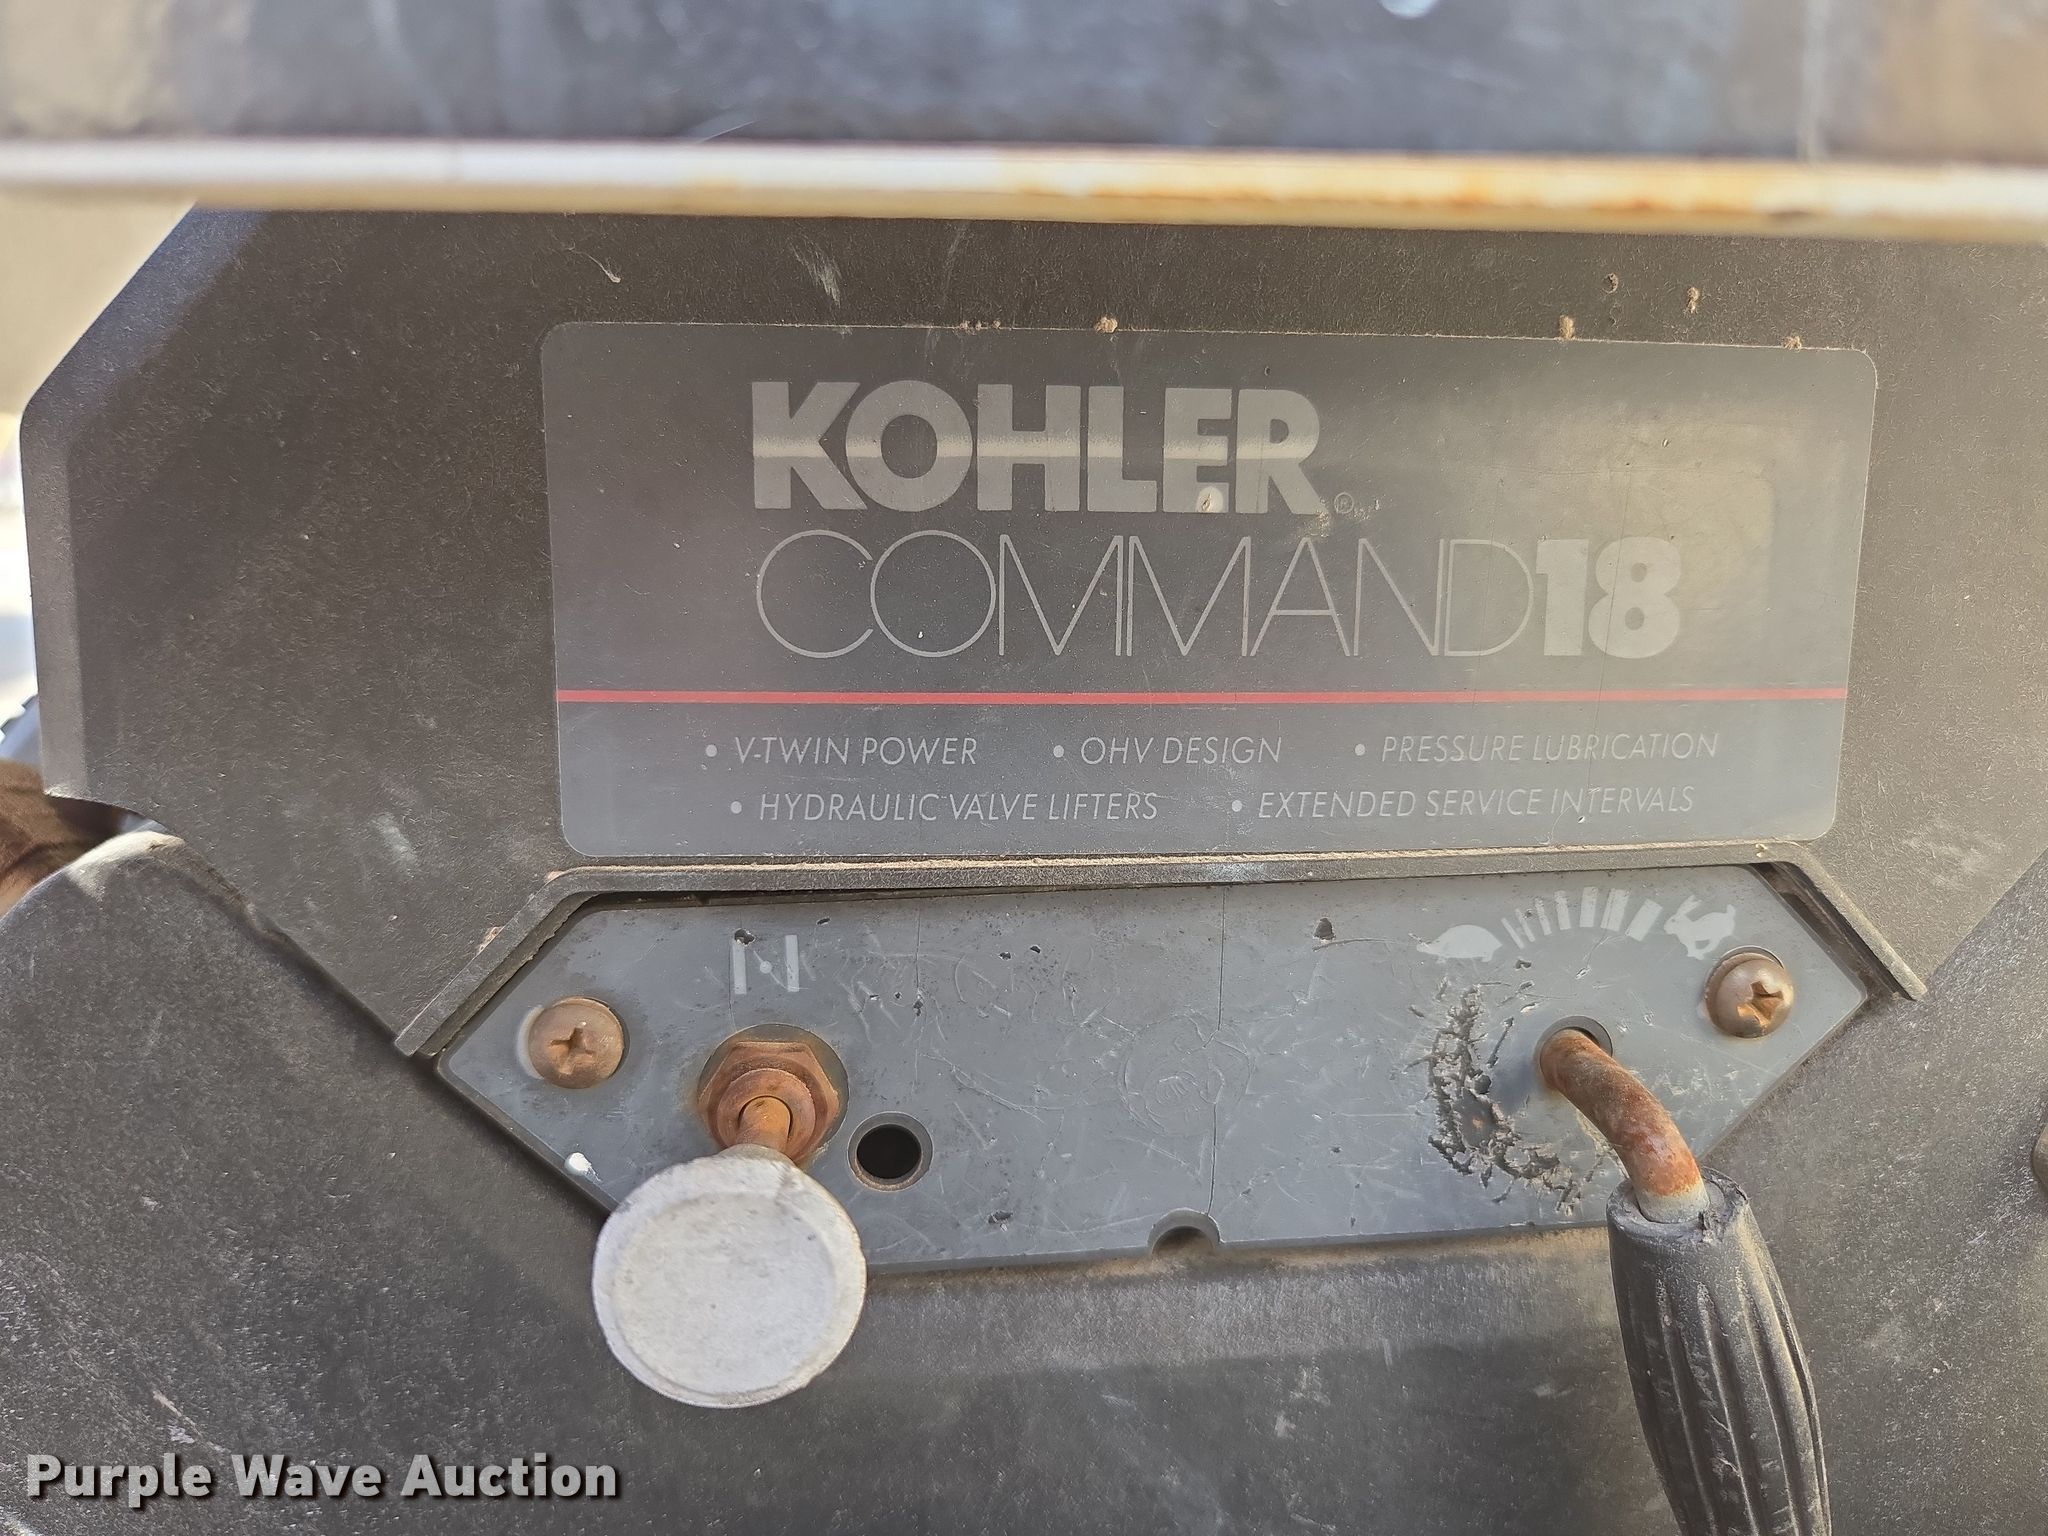 KOHLER®
COMMAND18
• V-TWIN POWER • OHV DESIGN • PRESSURE LUBRICATION
• HYDRAULIC VALVE LIFTERS • EXTENDED SERVICE INTERVALS
Purple Wave Auction